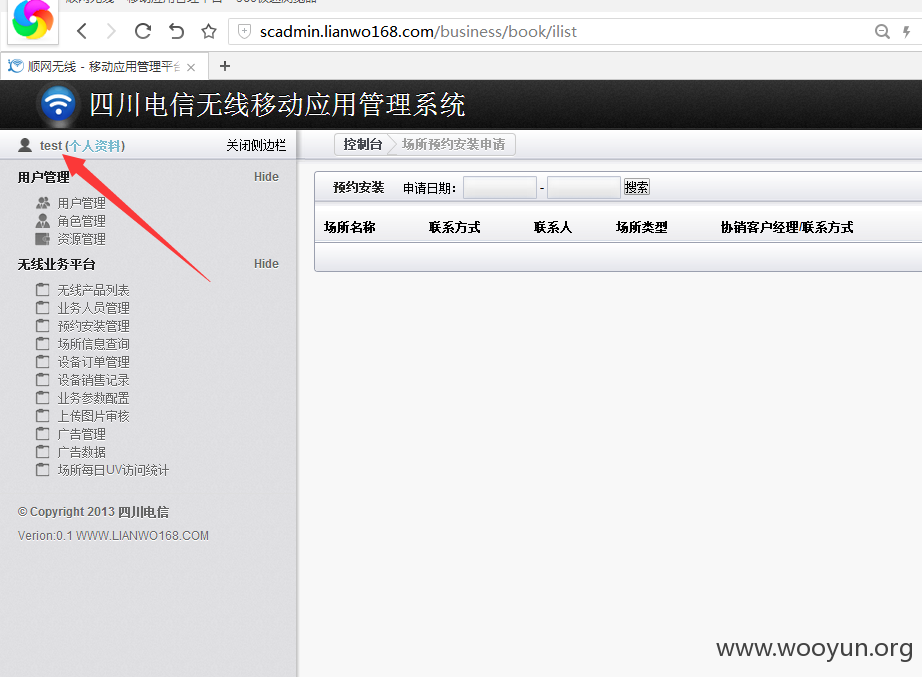 scadmin.lianwo168.com/business/book/ilist
顺网无线 - 移动应用管理平台
四川电信无线移动应用管理系统
test (个人资料)
关闭侧边栏
控制台
场所预约安装申请
用户管理
Hide
用户管理
角色管理
资源管理
无线业务平台
Hide
无线产品列表
业务人员管理
预约安装管理
场所信息查询
设备订单管理
设备销售记录
业务参数配置
上传图片审核
广告管理
广告数据
场所每日UV访问统计
© Copyright 2013 四川电信
Verion:0.1 WWW.LIANWO168.COM
预约安装 申请日期: - 搜索
场所名称 联系方式 联系人 场所类型 协销客户经理/联系方式
www.wooyun.org